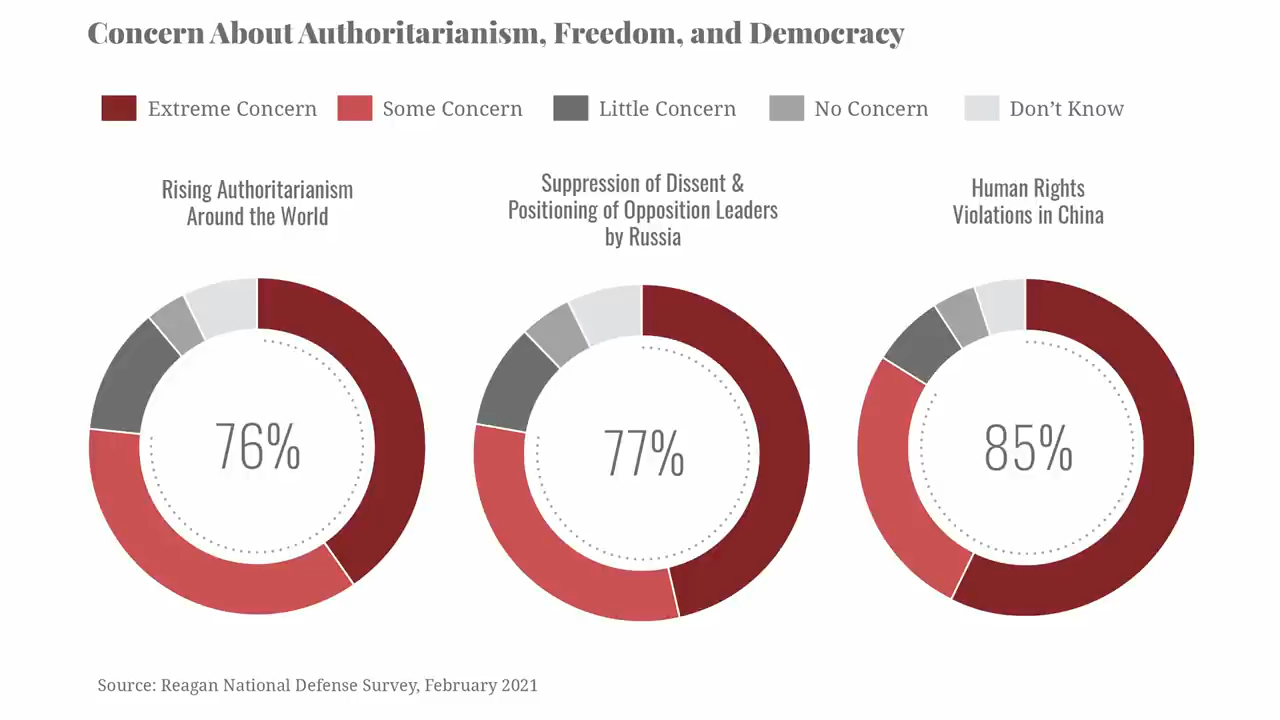 Concern About Authoritarianism, Freedom, and Democracy
Extreme Concern
Some Concern
Little Concern
No Concern
Don’t Know
Rising Authoritarianism
Around the World
Suppression of Dissent &
Positioning of Opposition Leaders
by Russia
Human Rights
Violations in China
76%
77%
85%
Source: Reagan National Defense Survey, February 2021